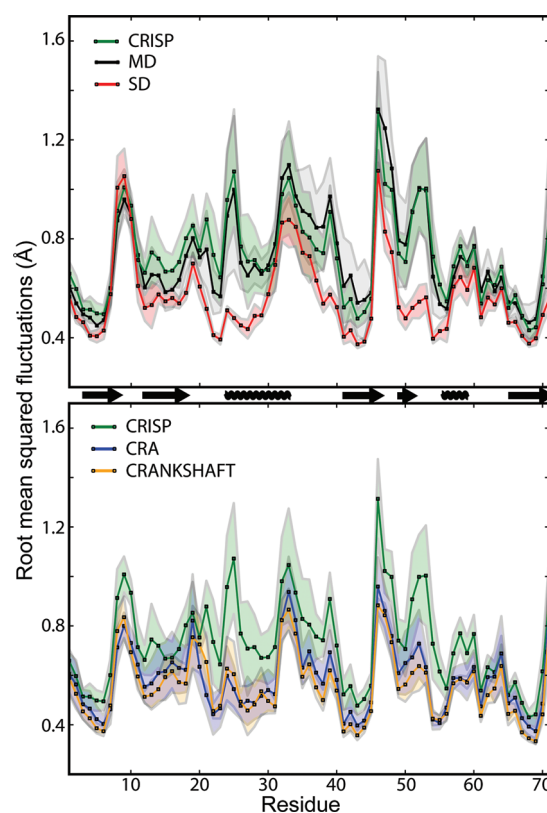 1.6
CRISP
MD
SD
1.2
0.8
0.4
Root mean squared fluctuations (Å)
1.6
CRISP
CRA
CRANKSHAFT
1.2
0.8
0.4
10 20 30 40 50 60 70
Residue